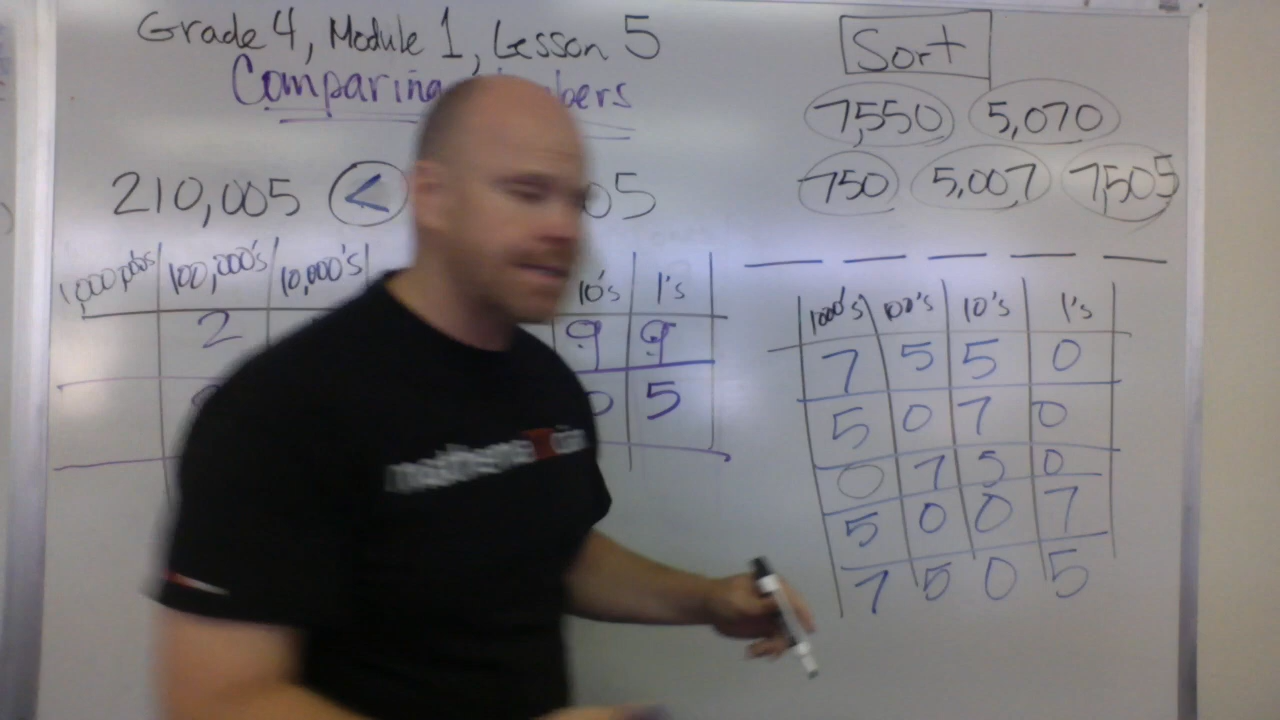 Grade 4, Module 1, Lesson 5
Comparing
210,005 < 05
1,000,000's 100,000's 10,000's 10's 1's
2 9 9
5
Sort
7,550 5,070
750 5,007 7,505
1000's 100's 10's 1's
7 5 5 0
5 0 7 0
0 7 5 0
5 0 0 7
7 5 0 5